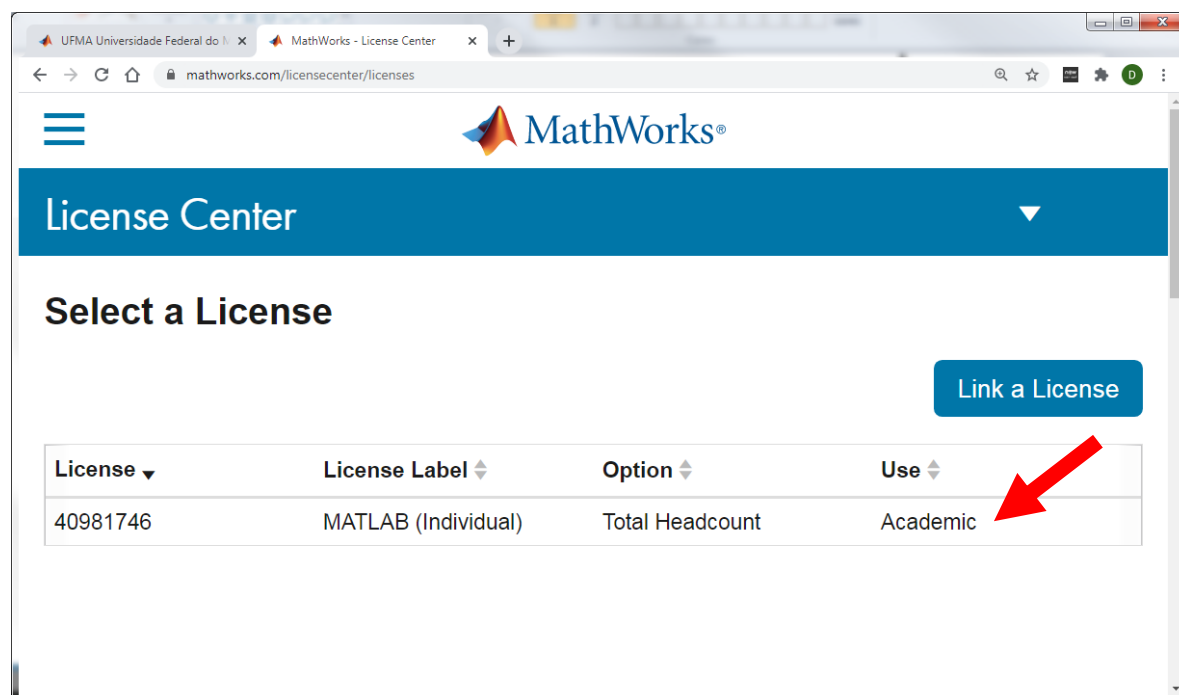 UFMA Universidade Federal do M
MathWorks - License Center
mathworks.com/licensecenter/licenses
D
MathWorks®
License Center
Select a License
Link a License
License License Label Option Use
40981746 MATLAB (Individual) Total Headcount Academic